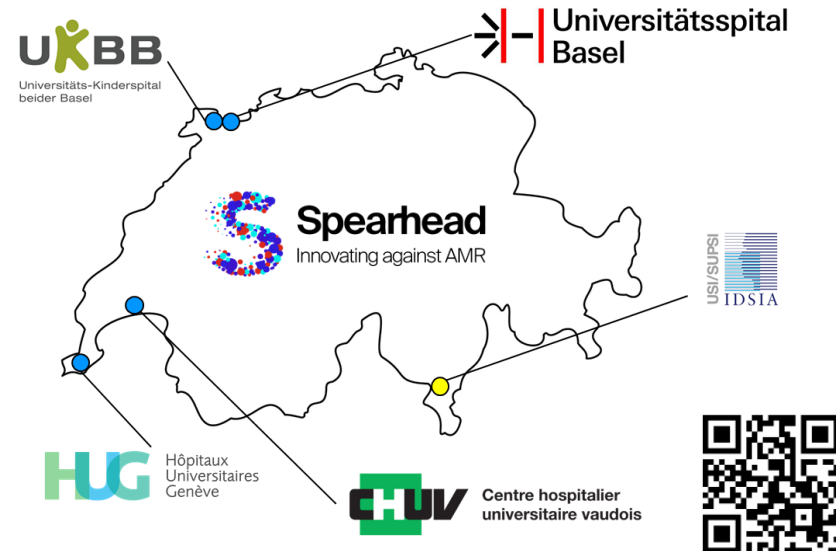 UKBB
Universitäts-Kinderspital
beider Basel
Universitätsspital
Basel
Spearhead
Innovating against AMR
USI/SUPSI
IDSIA
HUG
Hôpitaux
Universitaires
Genève
CHUV
Centre hospitalier
universitaire vaudois